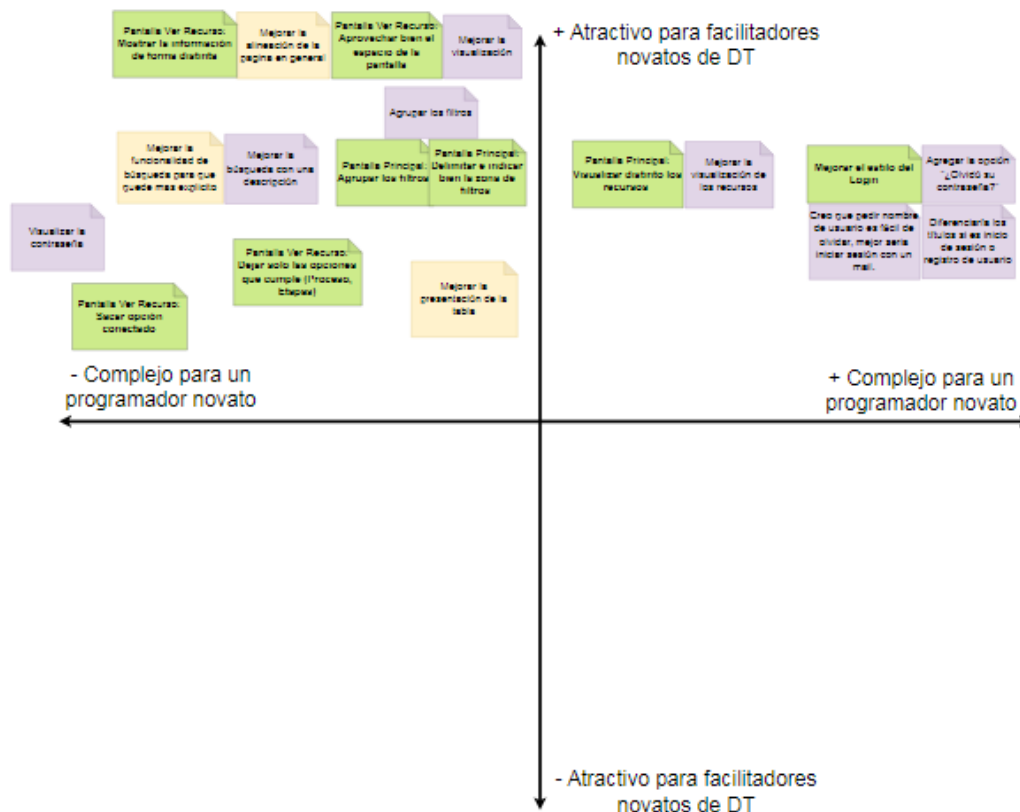 Pantalla Ver Recurso:
Mostrar la información
de forma distinta
Mejorar la
alineación de la
pagina en general
Pantalla Ver Recurso:
Aprovechar bien el
espacio de la
pantalla
Mejorar la
visualización
+ Atractivo para facilitadores
novatos de DT
Agrupar los filtros
Mejorar la
funcionalidad de
búsqueda para que
quede mas explicito
Mejorar la
búsqueda con una
descripción
Pantalla Principal:
Agrupar los filtros
Pantalla Principal:
Delimitar e indicar
bien la zona de
filtros
Pantalla Principal:
Visualizar distinto los
recursos
Mejorar la
visualización de
los recursos
Mejorar el estilo del
Login
Agregar la opción
"¿Olvidó su
contraseña?"
Visualizar la
contraseña
Creo que pedir nombre
de usuario es fácil de
olvidar, mejor seria
iniciar sesión con un
mail.
Diferenciaría los
títulos si es inicio
de sesión o
registro de usuario
Pantalla Ver Recurso:
Dejar solo las opciones
que cumple (Proceso,
Etapas)
Mejorar la
presentación de la
tabla
Pantalla Ver Recurso:
Sacar opción
conectado
- Complejo para un
programador novato
+ Complejo para un
programador novato
- Atractivo para facilitadores
novatos de DT